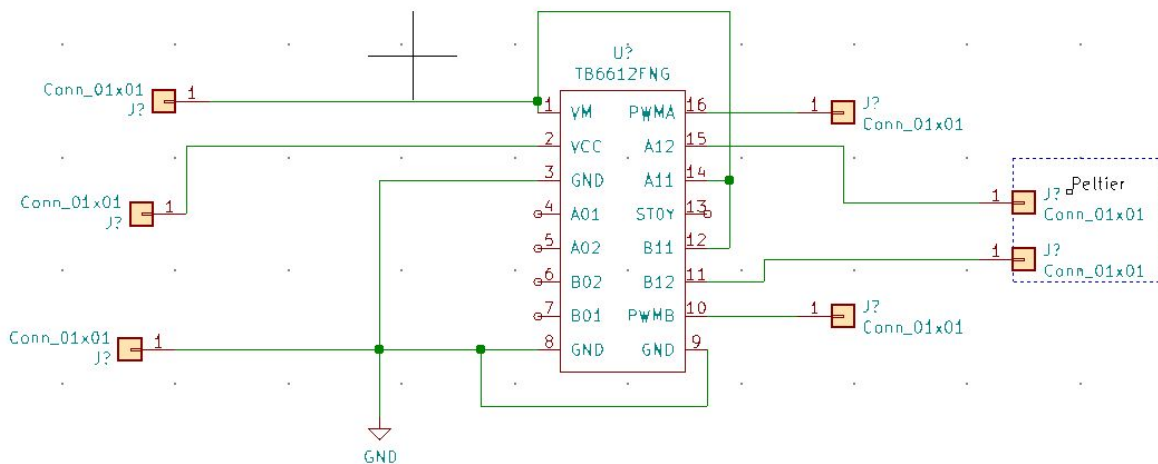 U?
TB6612FNG
Conn_01x01
J?
1
Conn_01x01
J?
1
Conn_01x01
J?
1
GND
1 VM
2 VCC
3 GND
4 A01
5 A02
6 B02
7 B01
8 GND
PWMA 16
A12 15
A11 14
STOY 13
B11 12
B12 11
PWMB 10
GND 9
1
J?
Conn_01x01
Peltier
1
J?
Conn_01x01
1
J?
Conn_01x01
1
J?
Conn_01x01